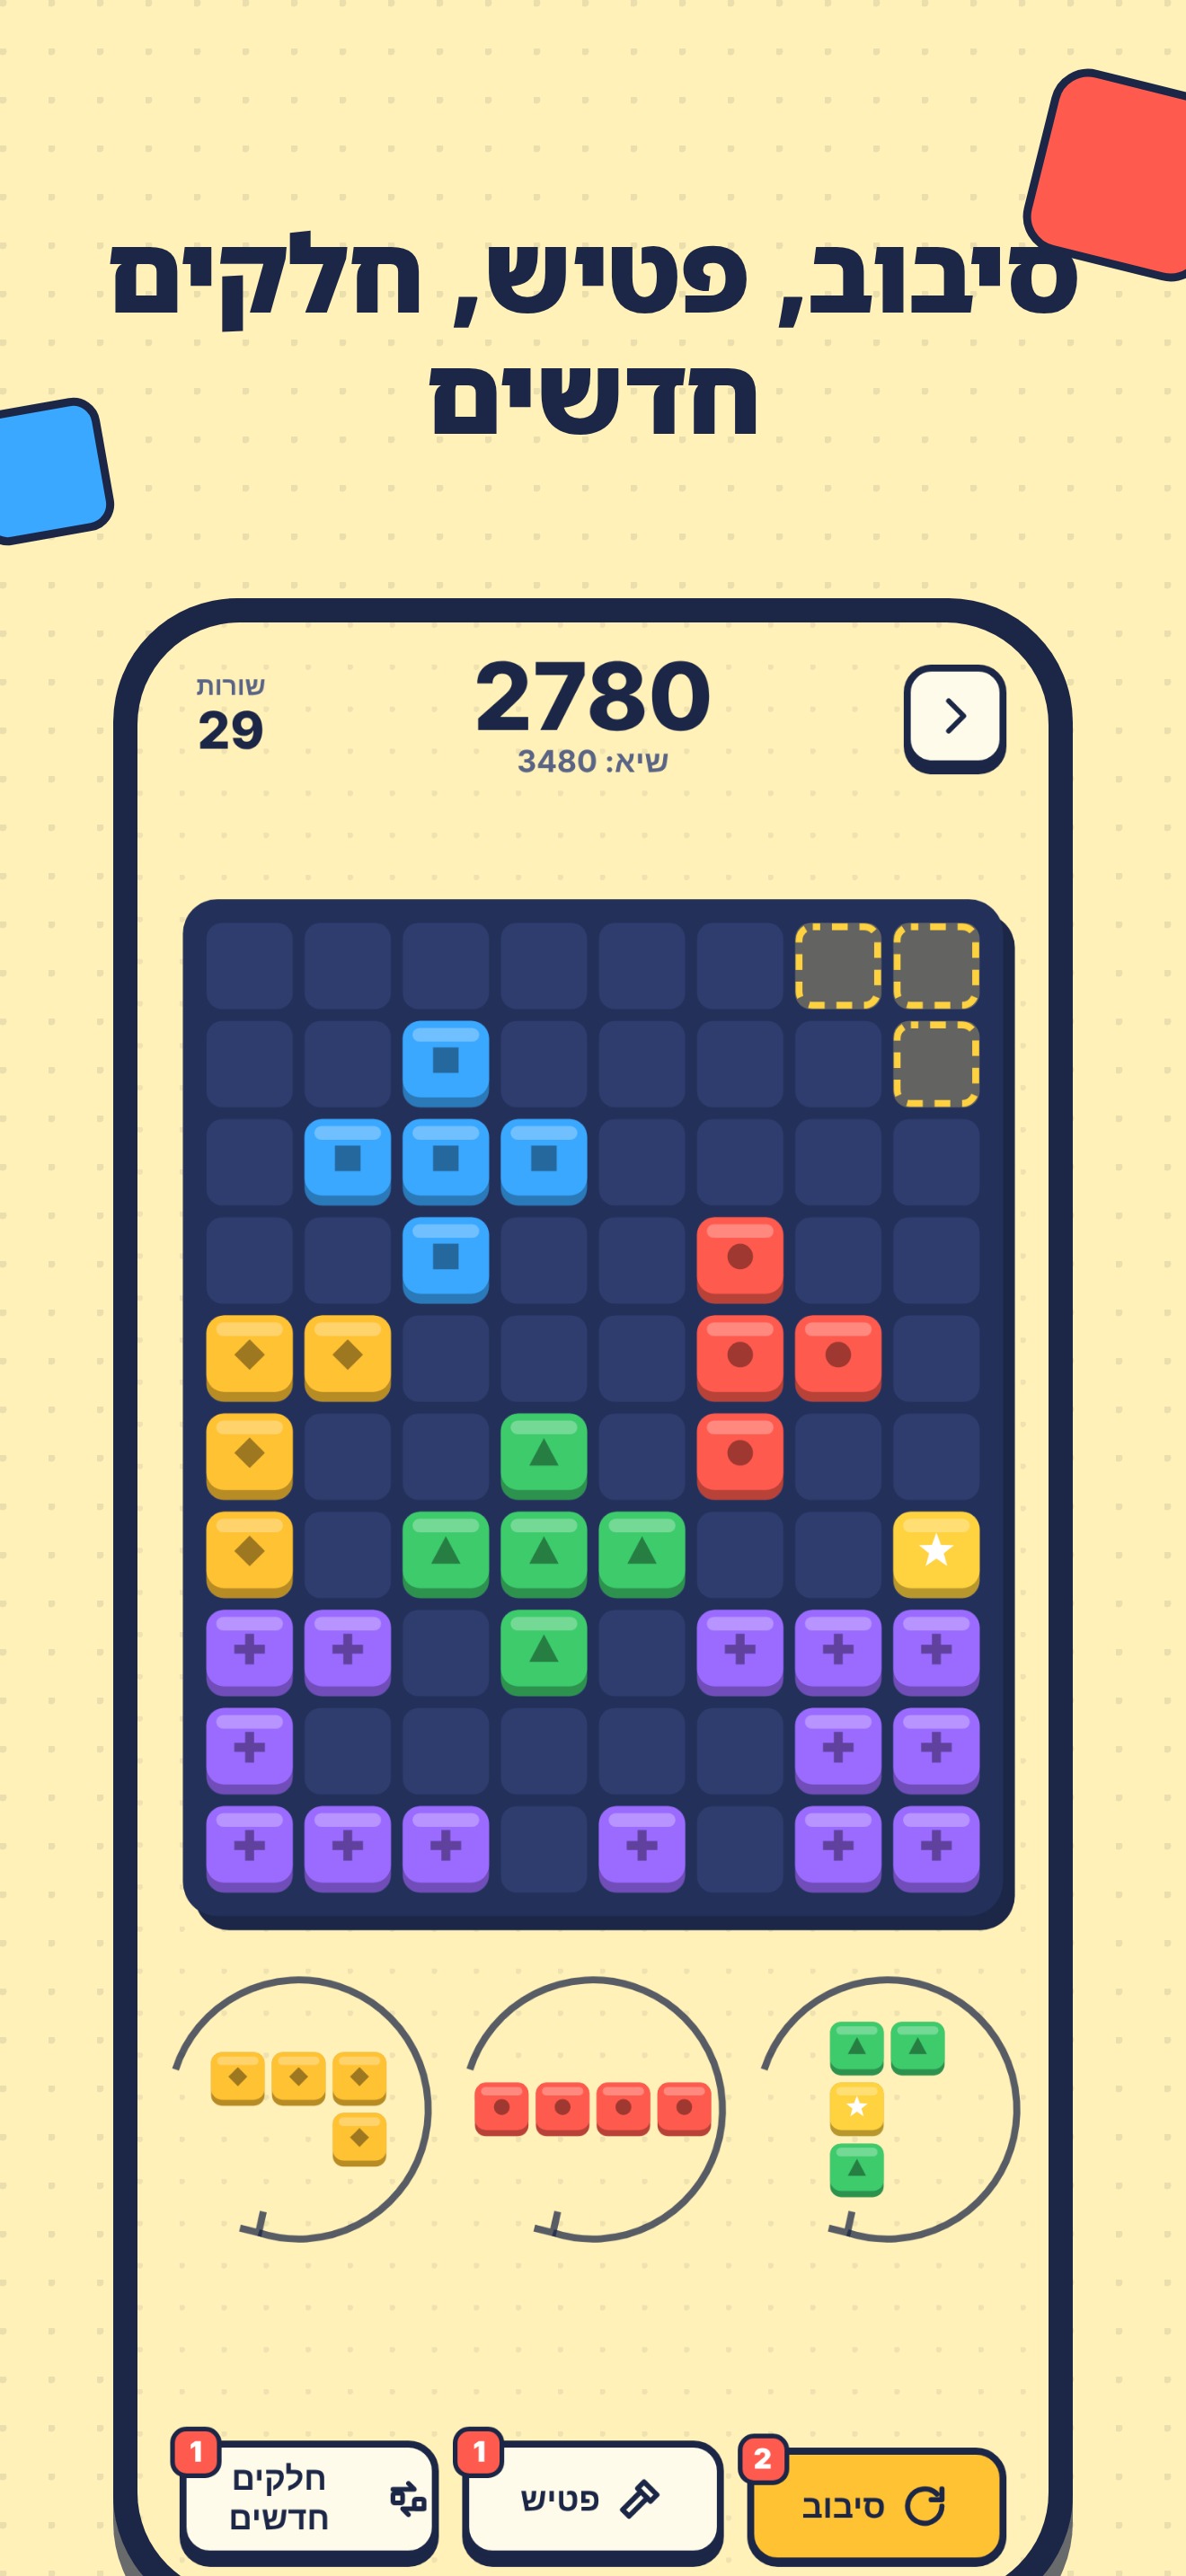 סיבוב, פטיש, חלקים
חדשים
שורות
29
2780
שיא: 3480
2
סיבוב
1
פטיש
1
חלקים
חדשים